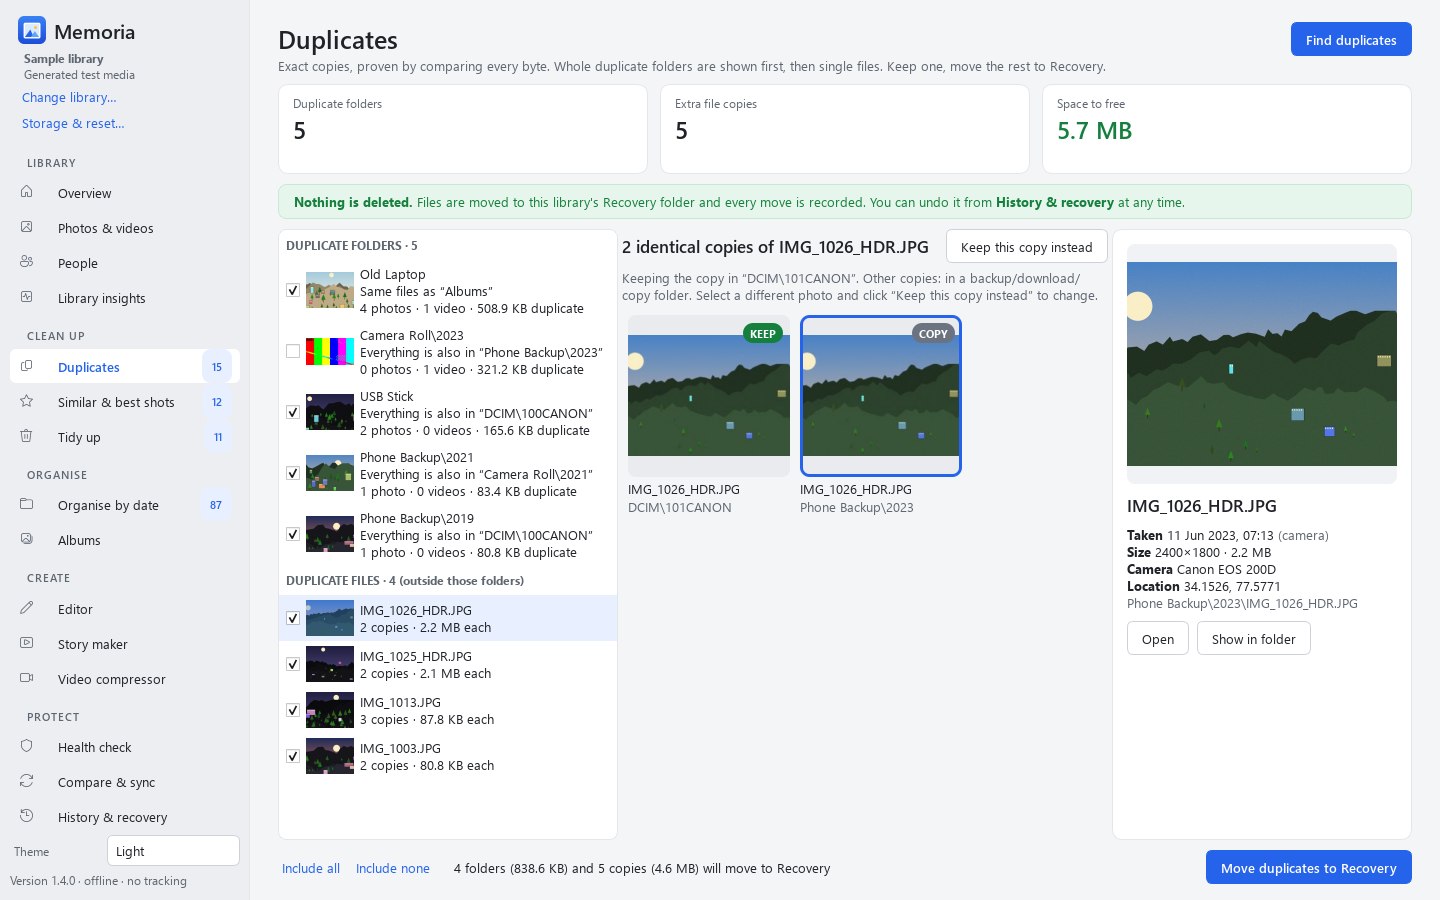 Memoria
Sample library
Generated test media
Change library...
Storage & reset...
LIBRARY
Overview
Photos & videos
People
Library insights
CLEAN UP
Duplicates 15
Similar & best shots 12
Tidy up 11
ORGANISE
Organise by date 87
Albums
CREATE
Editor
Story maker
Video compressor
PROTECT
Health check
Compare & sync
History & recovery
Theme Light
Version 1.4.0 · offline · no tracking
Duplicates
Find duplicates
Exact copies, proven by comparing every byte. Whole duplicate folders are shown first, then single files. Keep one, move the rest to Recovery.
Duplicate folders
5
Extra file copies
5
Space to free
5.7 MB
Nothing is deleted. Files are moved to this library's Recovery folder and every move is recorded. You can undo it from History & recovery at any time.
DUPLICATE FOLDERS · 5
Old Laptop
Same files as “Albums”
4 photos · 1 video · 508.9 KB duplicate
Camera Roll\2023
Everything is also in “Phone Backup\2023”
0 photos · 1 video · 321.2 KB duplicate
USB Stick
Everything is also in “DCIM\100CANON”
2 photos · 0 videos · 165.6 KB duplicate
Phone Backup\2021
Everything is also in “Camera Roll\2021”
1 photo · 0 videos · 83.4 KB duplicate
Phone Backup\2019
Everything is also in “DCIM\100CANON”
1 photo · 0 videos · 80.8 KB duplicate
DUPLICATE FILES · 4 (outside those folders)
IMG_1026_HDR.JPG
2 copies · 2.2 MB each
IMG_1025_HDR.JPG
2 copies · 2.1 MB each
IMG_1013.JPG
3 copies · 87.8 KB each
IMG_1003.JPG
2 copies · 80.8 KB each
2 identical copies of IMG_1026_HDR.JPG
Keep this copy instead
Keeping the copy in “DCIM\101CANON”. Other copies: in a backup/download/
copy folder. Select a different photo and click “Keep this copy instead” to change.
KEEP
IMG_1026_HDR.JPG
DCIM\101CANON
COPY
IMG_1026_HDR.JPG
Phone Backup\2023
IMG_1026_HDR.JPG
Taken 11 Jun 2023, 07:13 (camera)
Size 2400×1800 · 2.2 MB
Camera Canon EOS 200D
Location 34.1526, 77.5771
Phone Backup\2023\IMG_1026_HDR.JPG
Open
Show in folder
Include all
Include none
4 folders (838.6 KB) and 5 copies (4.6 MB) will move to Recovery
Move duplicates to Recovery